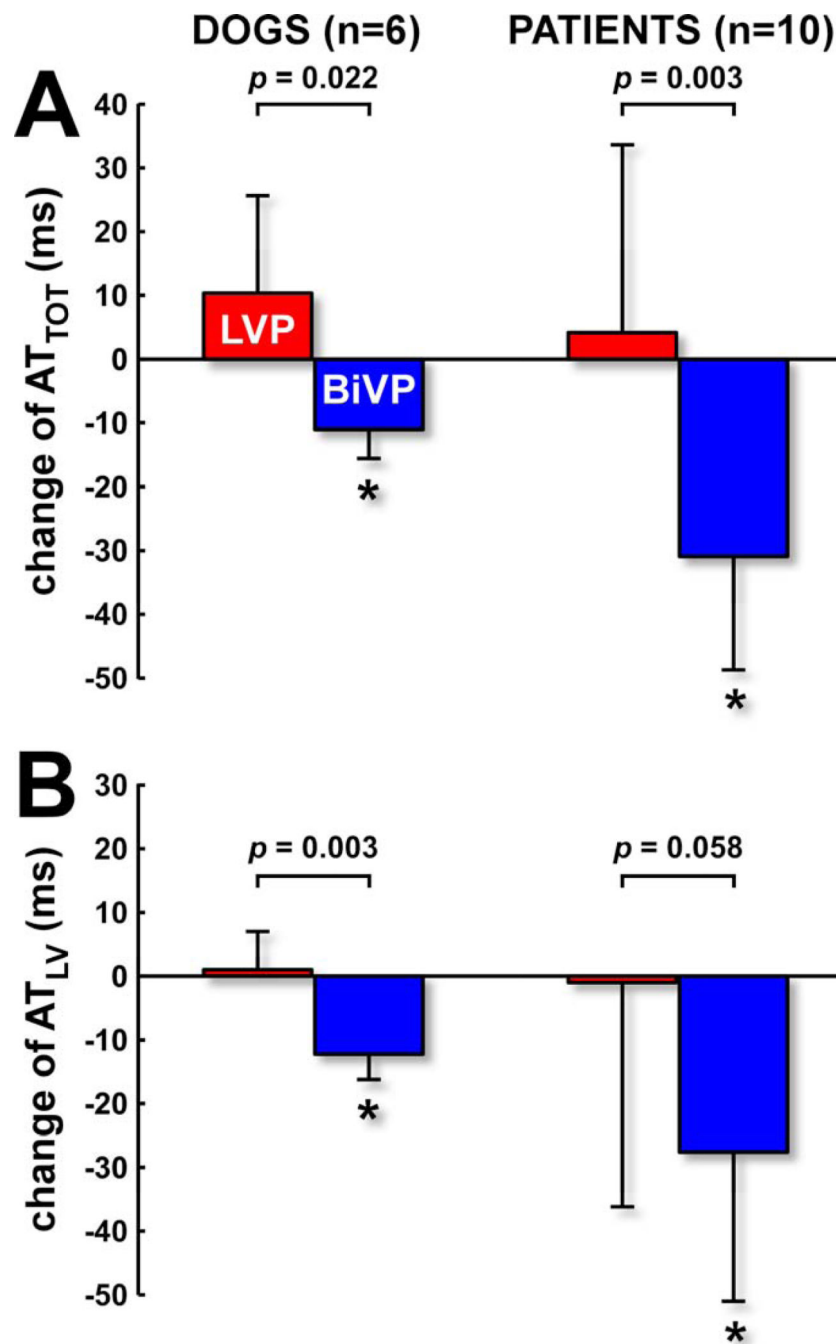 DOGS (n=6) PATIENTS (n=10)
A
p = 0.022 p = 0.003
change of AT_TOT (ms)
40
30
20
10
0
-10
-20
-30
-40
-50
LVP
BiVP
*
*
B
p = 0.003 p = 0.058
change of AT_LV (ms)
30
20
10
0
-10
-20
-30
-40
-50
*
*